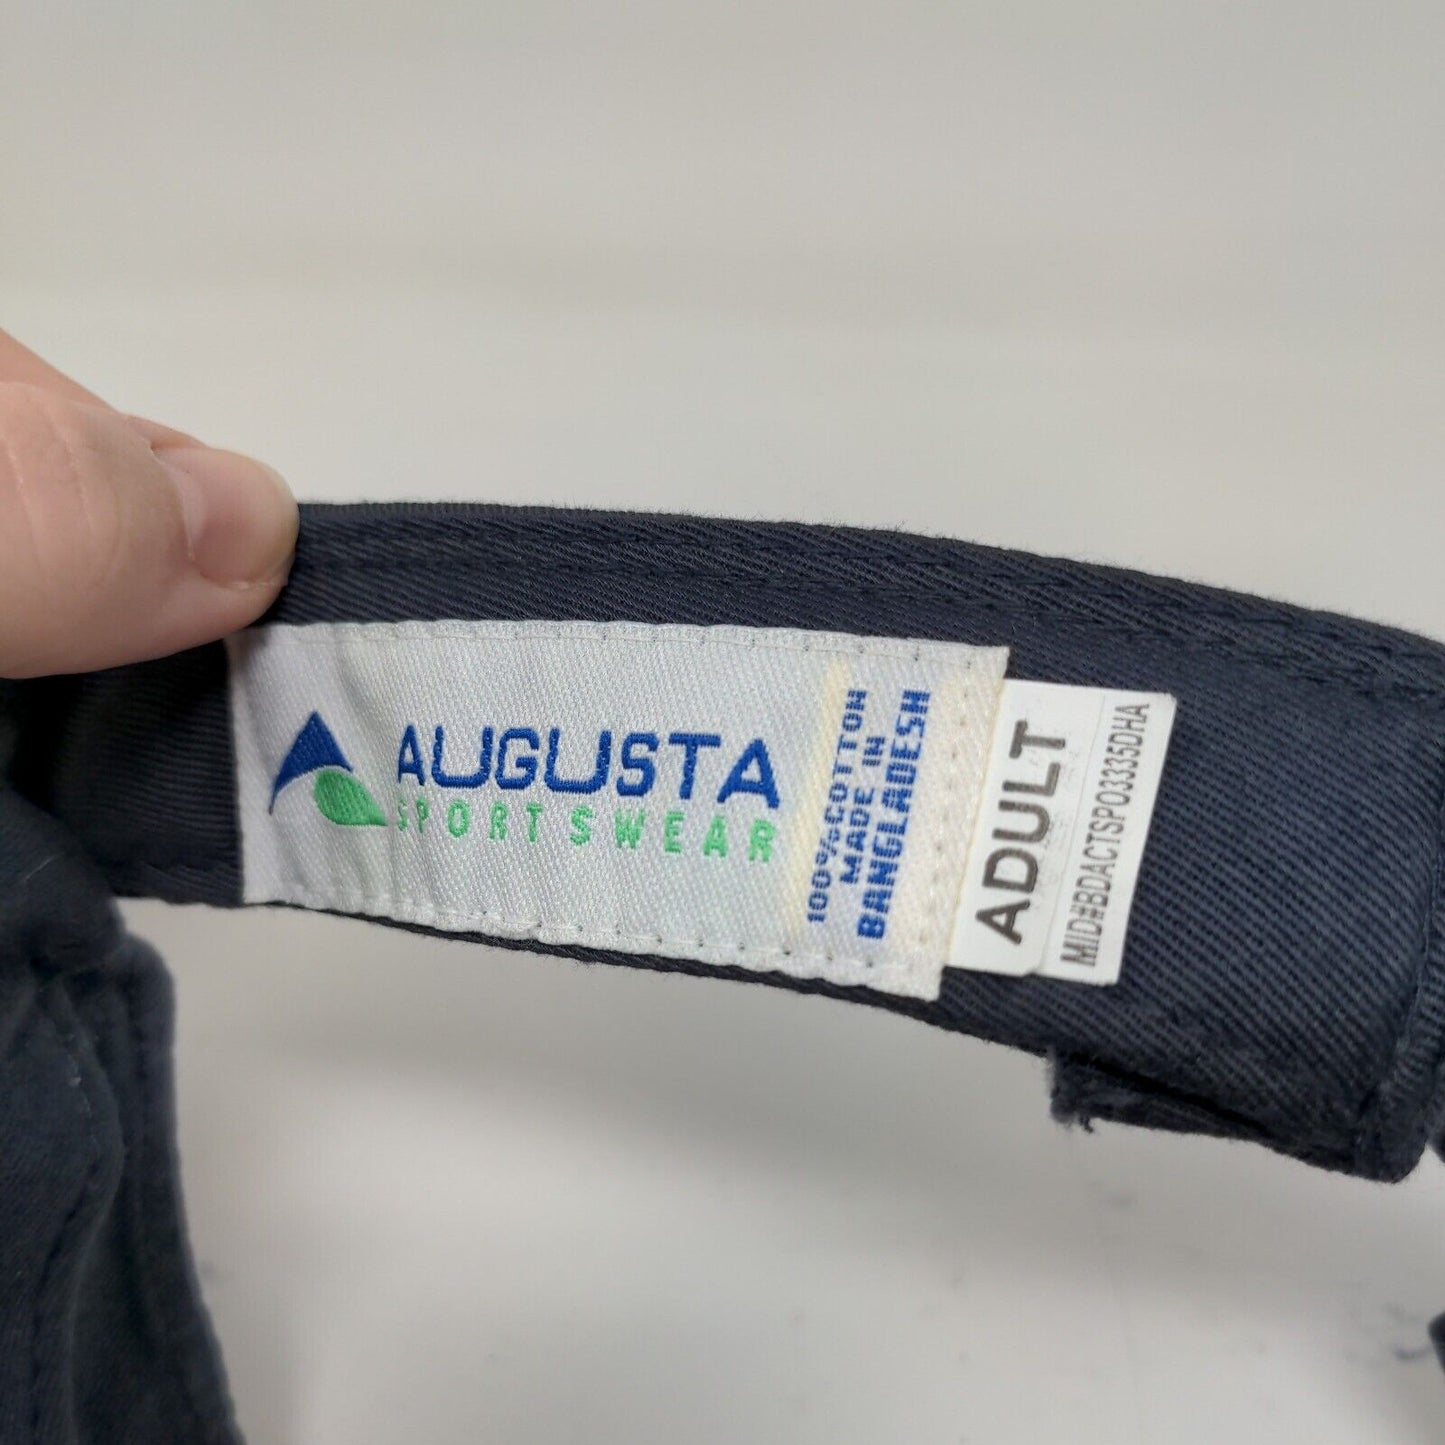 AUGUSTA
SPORTSWEAR
100% COTTON
MADE IN
BANGLADESH
ADULT
MID#BDACTSPO3335DHA